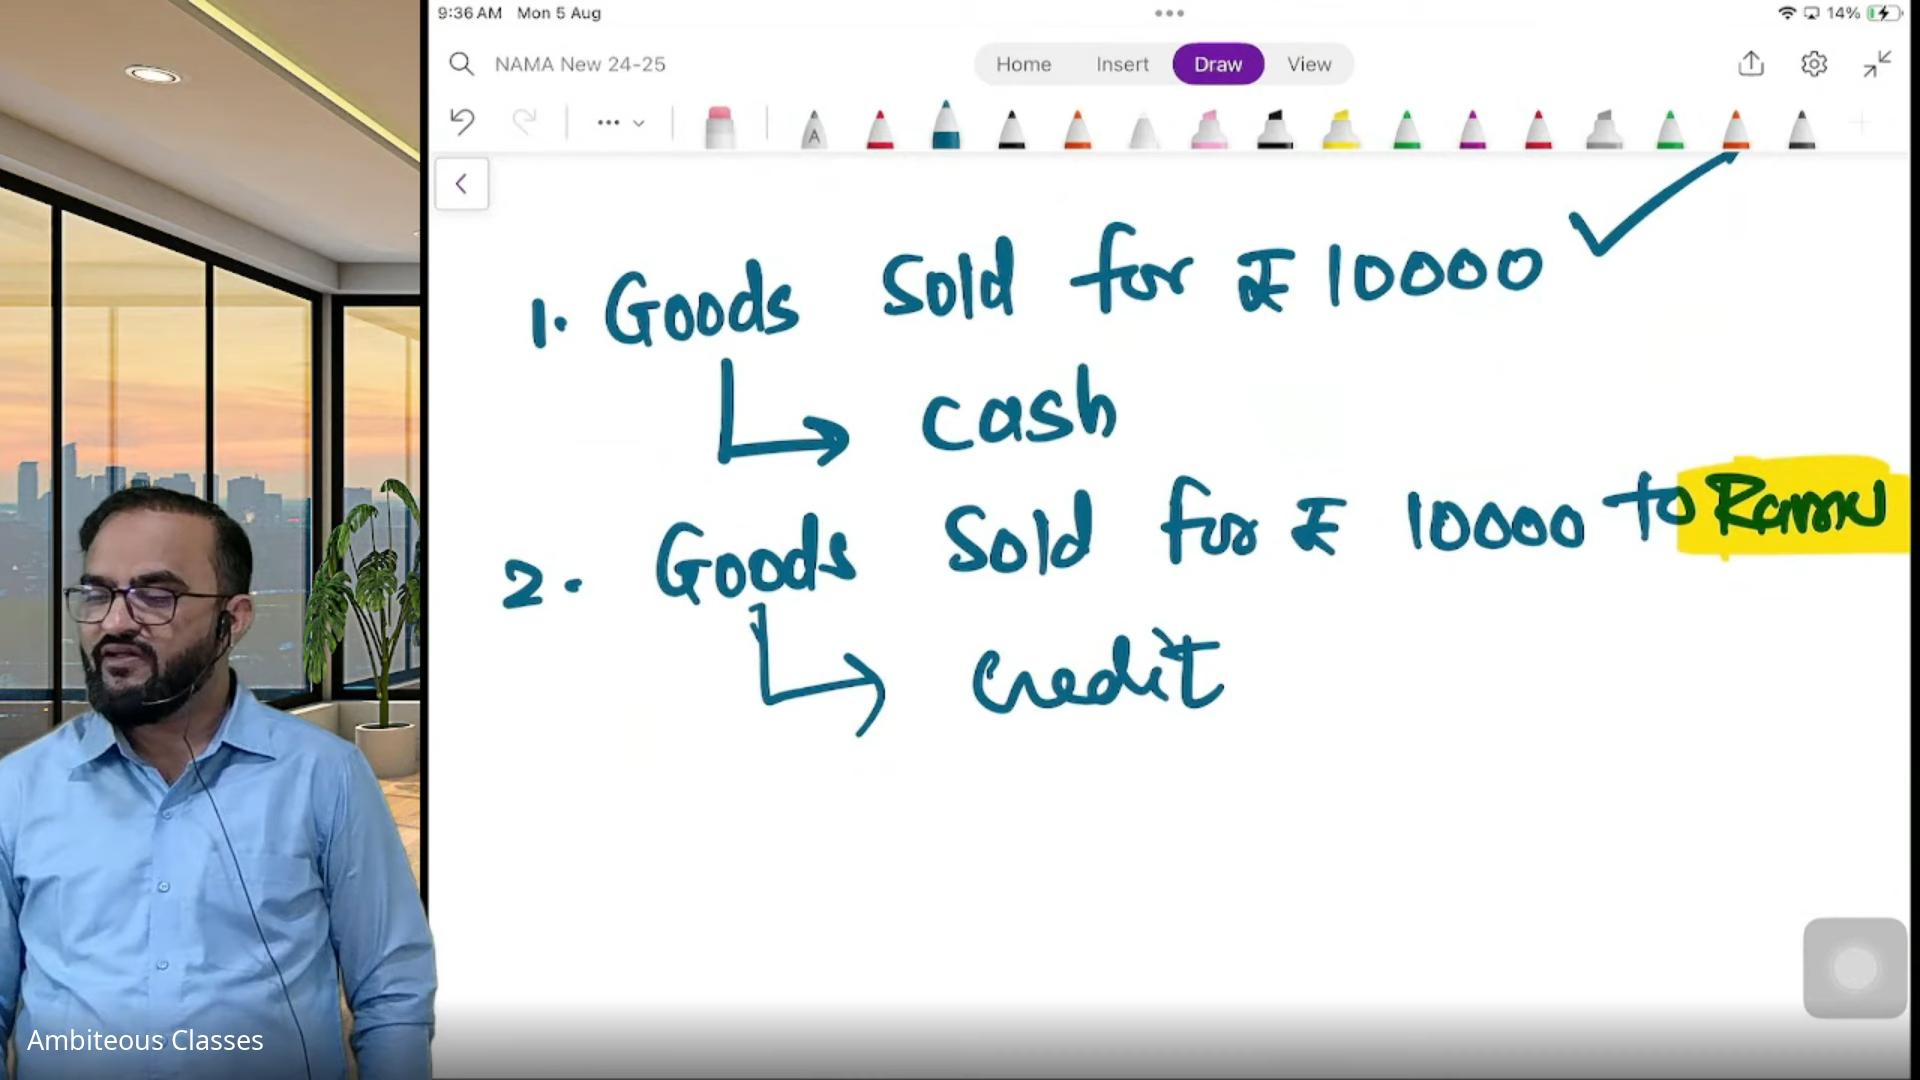 9:36 AM Mon 5 Aug
14%
NAMA New 24-25
Home Insert Draw View
A
1. Goods Sold for ₹ 10000
cash
2. Goods Sold for ₹ 10000 to Ramu
Credit
Ambiteous Classes